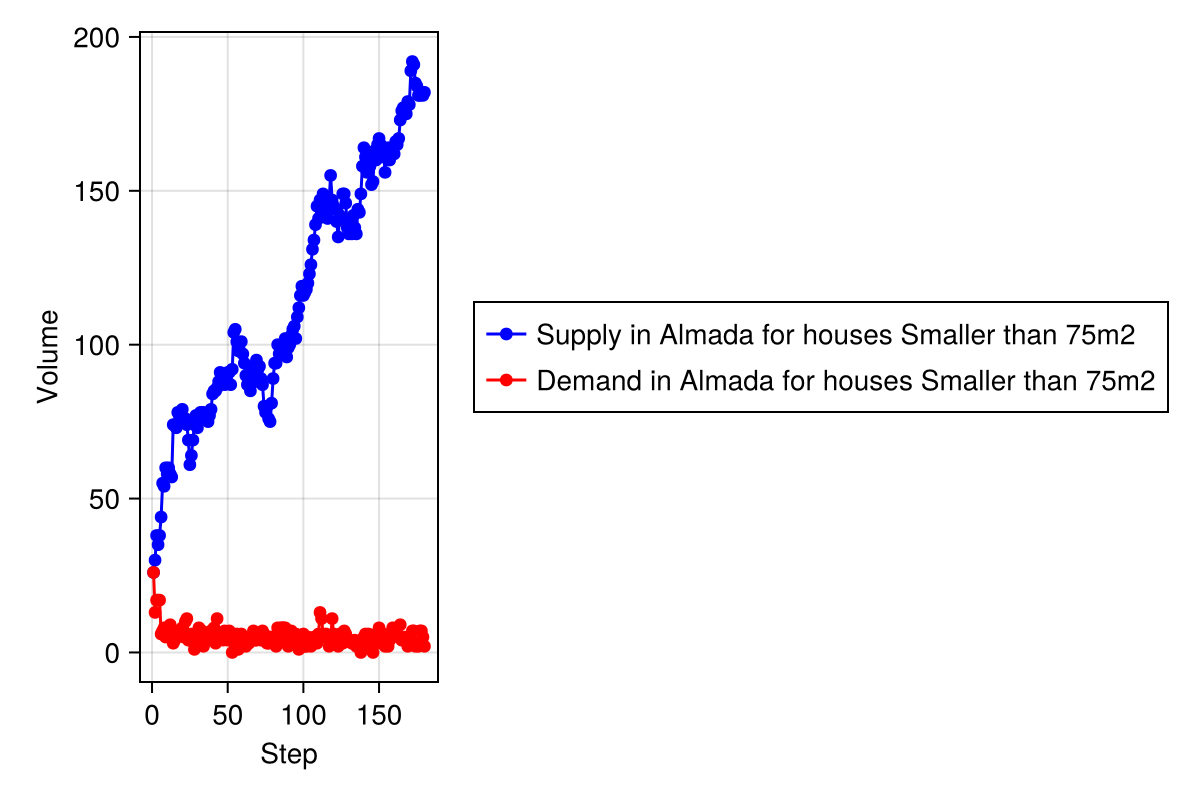 200
150
100
50
0
Volume
0 50 100 150
Step
Supply in Almada for houses Smaller than 75m2
Demand in Almada for houses Smaller than 75m2